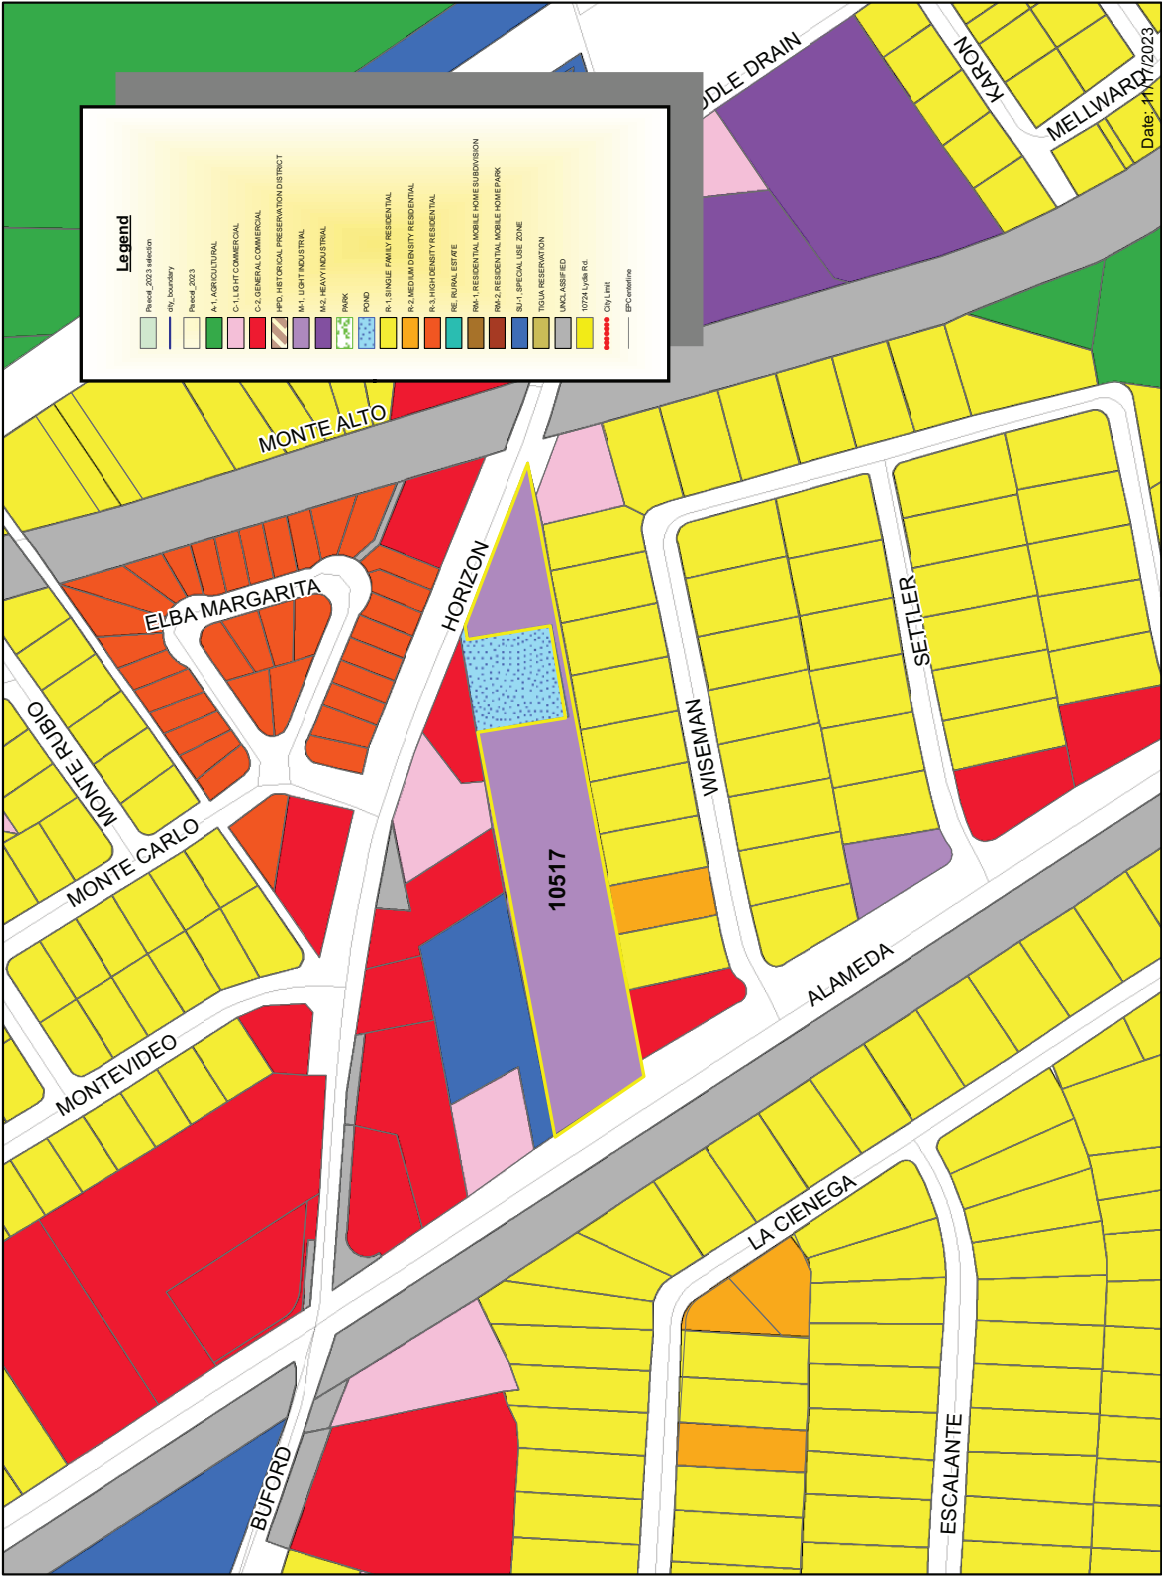 Legend
Paecel_2023 selection
city_boundary
Paecel_2023
A-1, AGRICULTURAL
C-1, LIGHT COMMERCIAL
C-2, GENERAL COMMERCIAL
HPD, HISTORICAL PRESERVATION DISTRICT
M-1, LIGHT INDUSTRIAL
M-2, HEAVY INDUSTRIAL
PARK
POND
R-1, SINGLE FAMILY RESIDENTIAL
R-2, MEDIUM DENSITY RESIDENTIAL
R-3, HIGH DENSITY RESIDENTIAL
RE, RURAL ESTATE
RM-1, RESIDENTIAL MOBILE HOME SUBDIVISION
RM-2, RESIDENTIAL MOBILE HOME PARK
SU-1, SPECIAL USE ZONE
TIGUA RESERVATION
UNCLASSIFIED
10724 Lydia Rd.
City Limit
EPCenterline
DDLE DRAIN
KARON
MELLWARD
Date: 11/17/2023
MONTE ALTO
ELBA MARGARITA
HORIZON
MONTE RUBIO
MONTE CARLO
MONTEVIDEO
WISEMAN
SETTLER
10517
ALAMEDA
LA CIENEGA
BUFORD
ESCALANTE